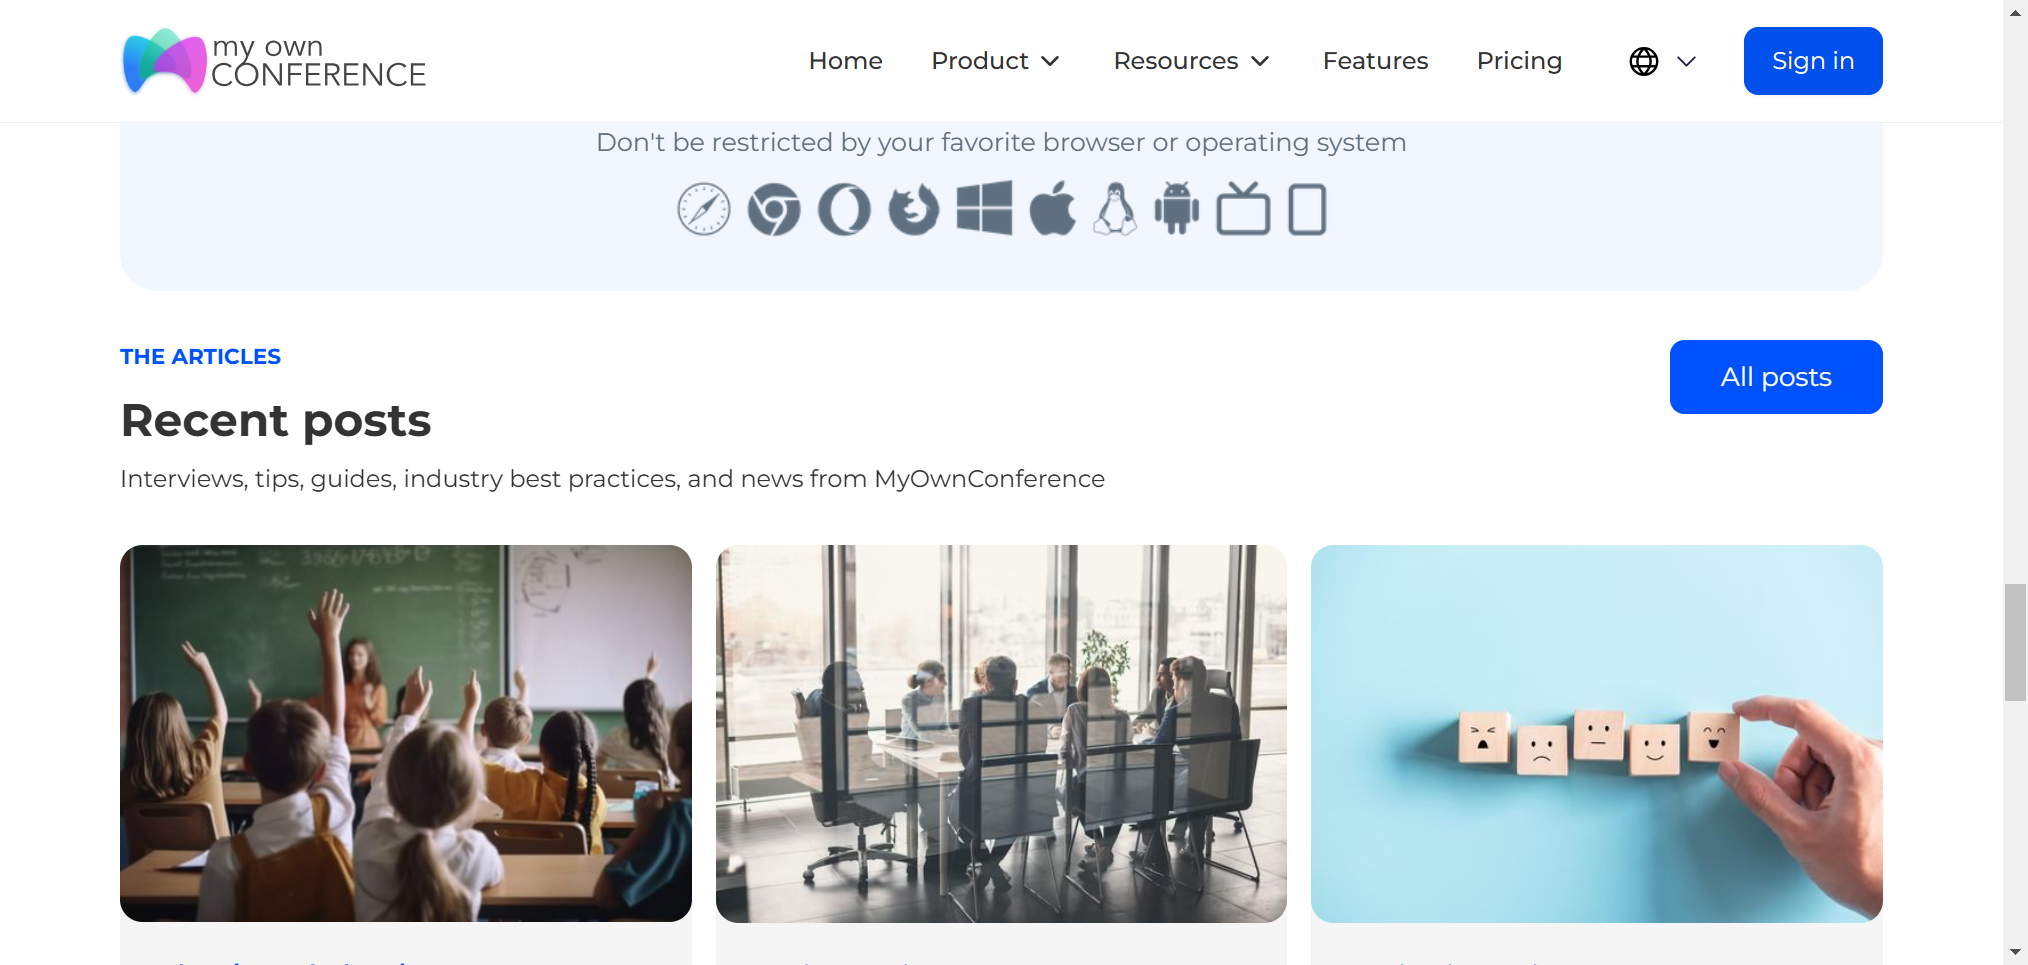 my own
CONFERENCE
Home
Product
Resources
Features
Pricing
Sign in
Don't be restricted by your favorite browser or operating system
THE ARTICLES
All posts
Recent posts
Interviews, tips, guides, industry best practices, and news from MyOwnConference